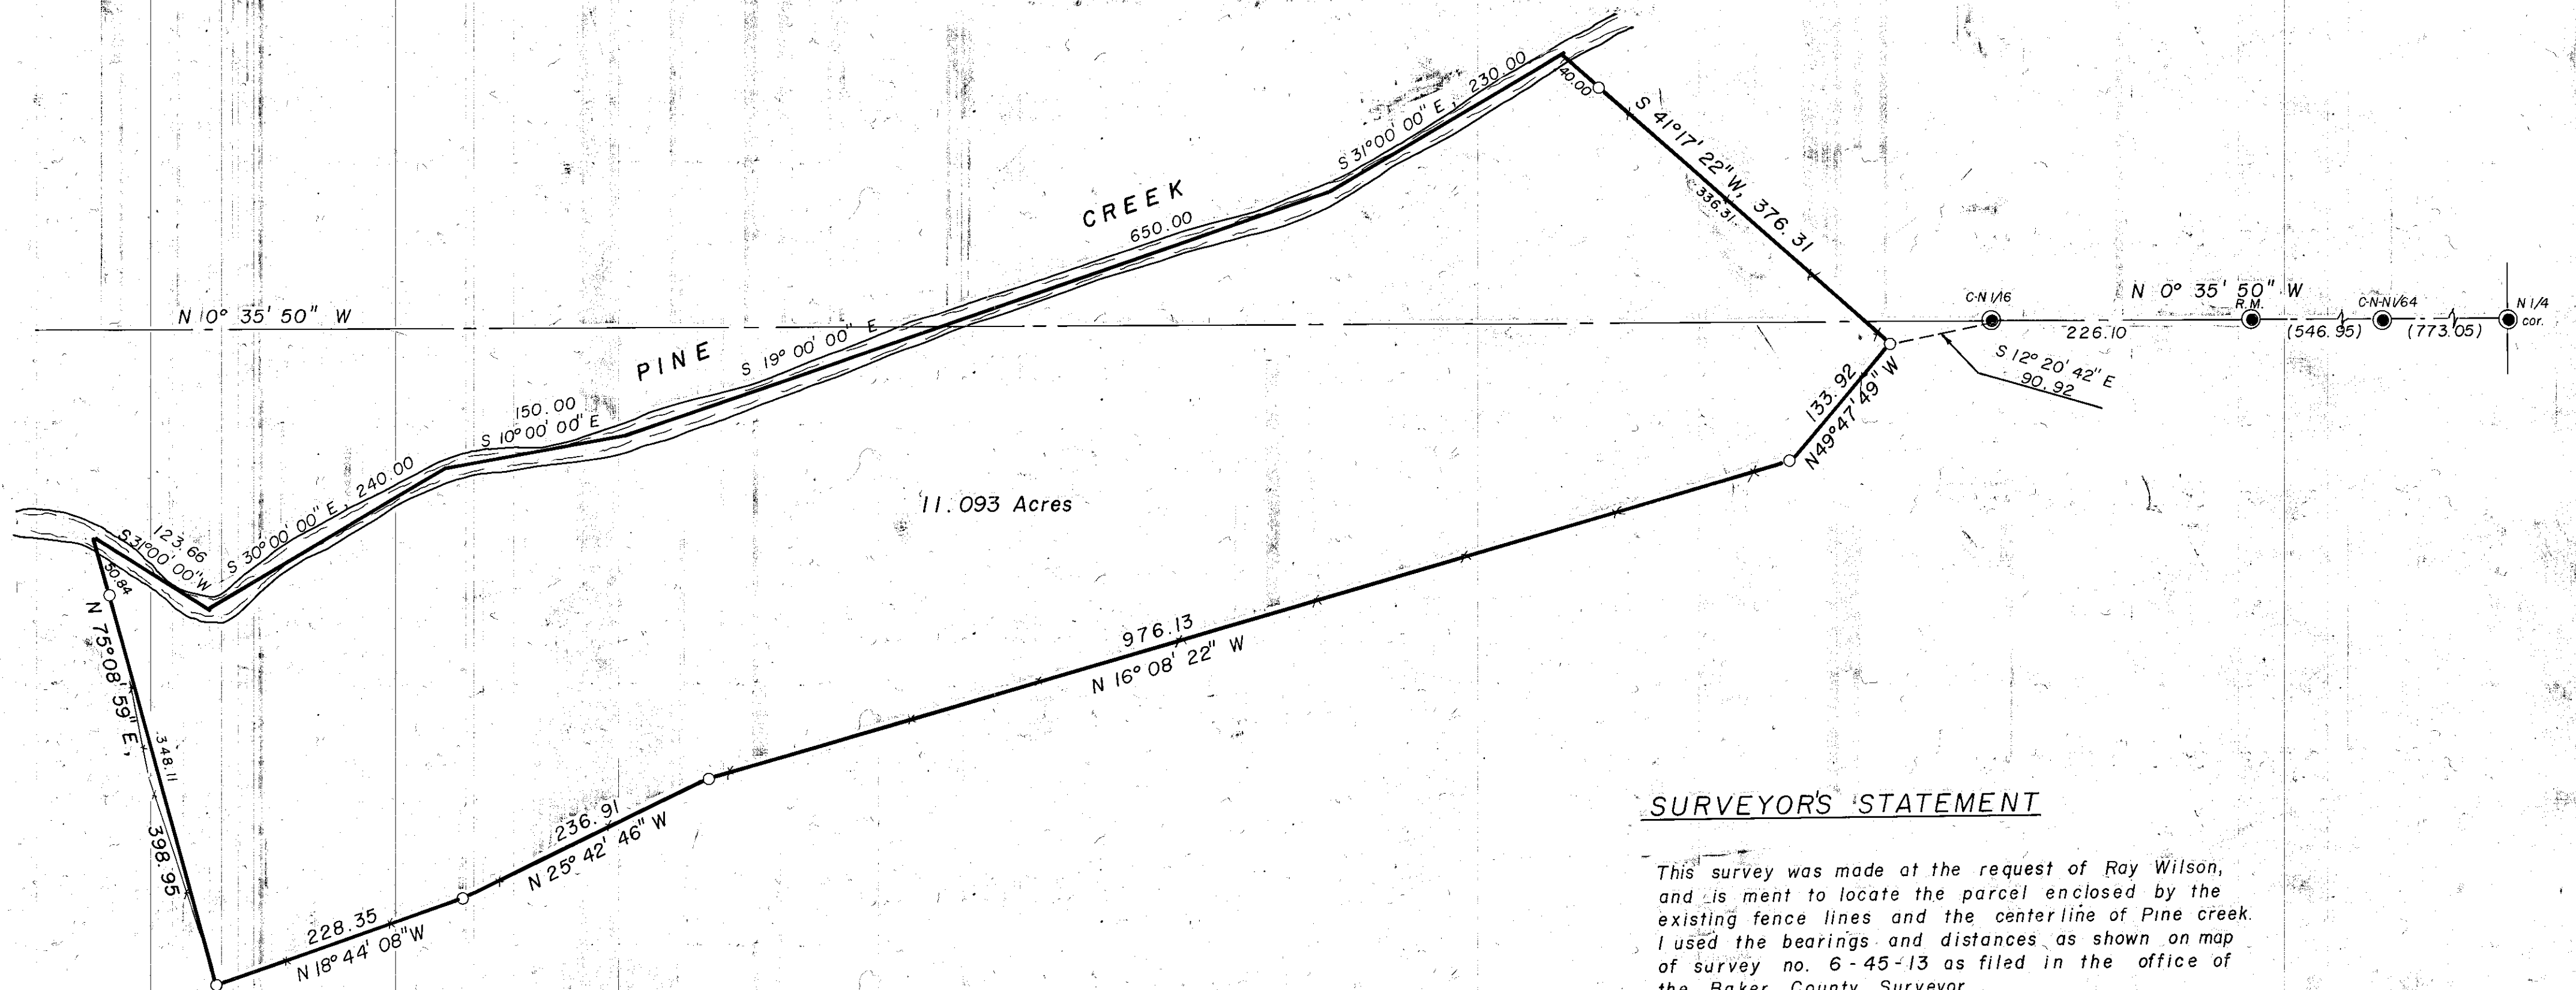 S 31°00' 00" E, 230.00
40.00
S 41°17' 22" W, 376.31
336.31
CREEK
650.00
PINE
S 19° 00' 00" E
N 10° 35' 50" W
C-N 1/16
N 0° 35' 50" W
R.M.
C-N-N1/64
N 1/4
cor.
226.10
(546.95)
(773.05)
S 12° 20' 42" E
90.92
133.92
N49°47'49" W
150.00
S 10°00' 00" E
S 30°00' 00" E, 240.00
123.66
S 31°00' 00" W
50.84
N 75°08' 59" E,
348.11
398.95
11.093 Acres
976.13
N 16° 08' 22" W
236.91
N 25° 42' 46" W
228.35
N 18° 44' 08" W
SURVEYOR'S STATEMENT
This survey was made at the request of Ray Wilson,
and is ment to locate the parcel enclosed by the
existing fence lines and the centerline of Pine creek.
I used the bearings and distances as shown on map
of survey no. 6-45-13 as filed in the office of
the Baker County Surveyor